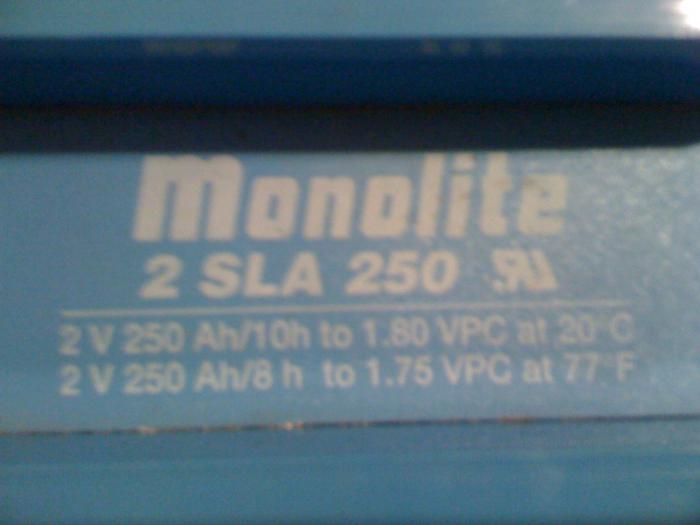 Monolite
2 SLA 250
2 V 250 Ah/10h to 1.80 VPC at 20°C
2 V 250 Ah/8 h to 1.75 VPC at 77°F